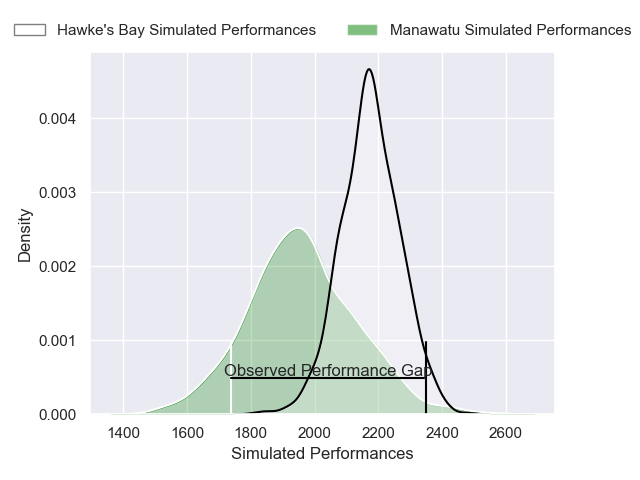 Hawke's Bay Simulated Performances
Manawatu Simulated Performances
0.004
0.003
0.002
0.001
0.000
Density
Observed Performance Gap
1400 1600 1800 2000 2200 2400 2600
Simulated Performances